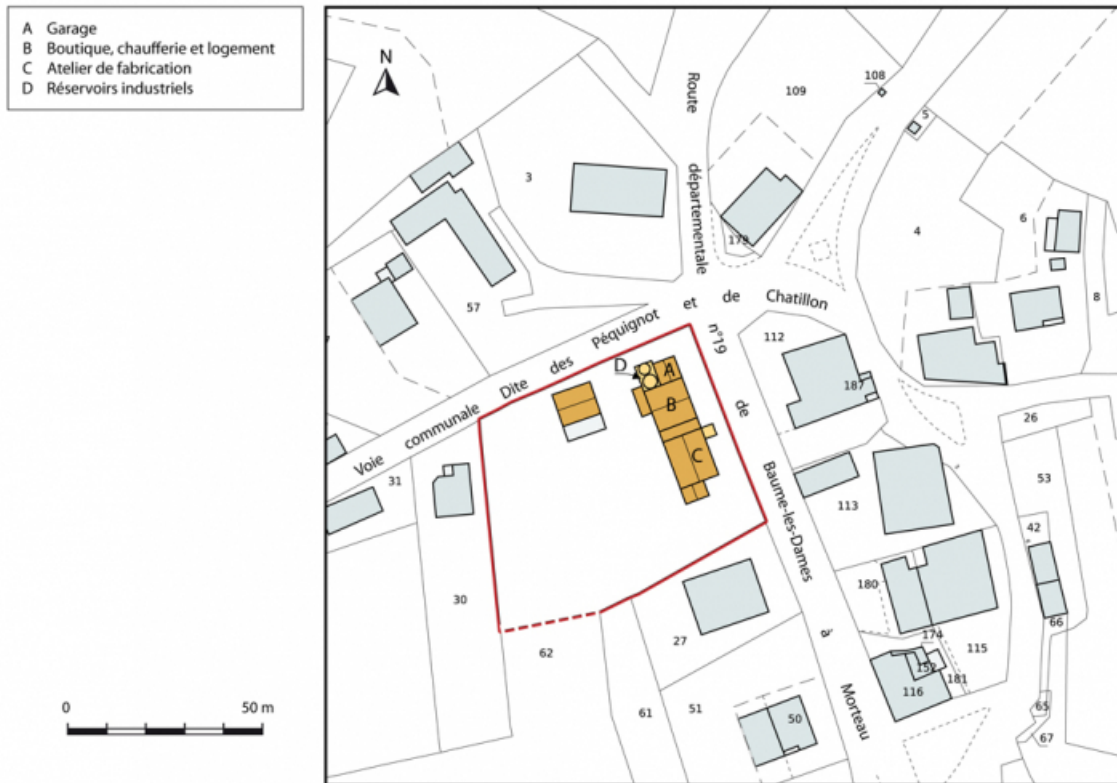 A Garage
B Boutique, chaufferie et logement
C Atelier de fabrication
D Réservoirs industriels
N
Route départementale n°19 de Baume-les-Dames à Morteau
et de Chatillon
Voie communale Dite des Péquignot
108
109
5
3
179
4
6
8
57
112
187
D
A
B
C
26
31
53
113
42
30
180
66
174
27
152
115
62
181
116
61
51
50
65
67
0
50 m